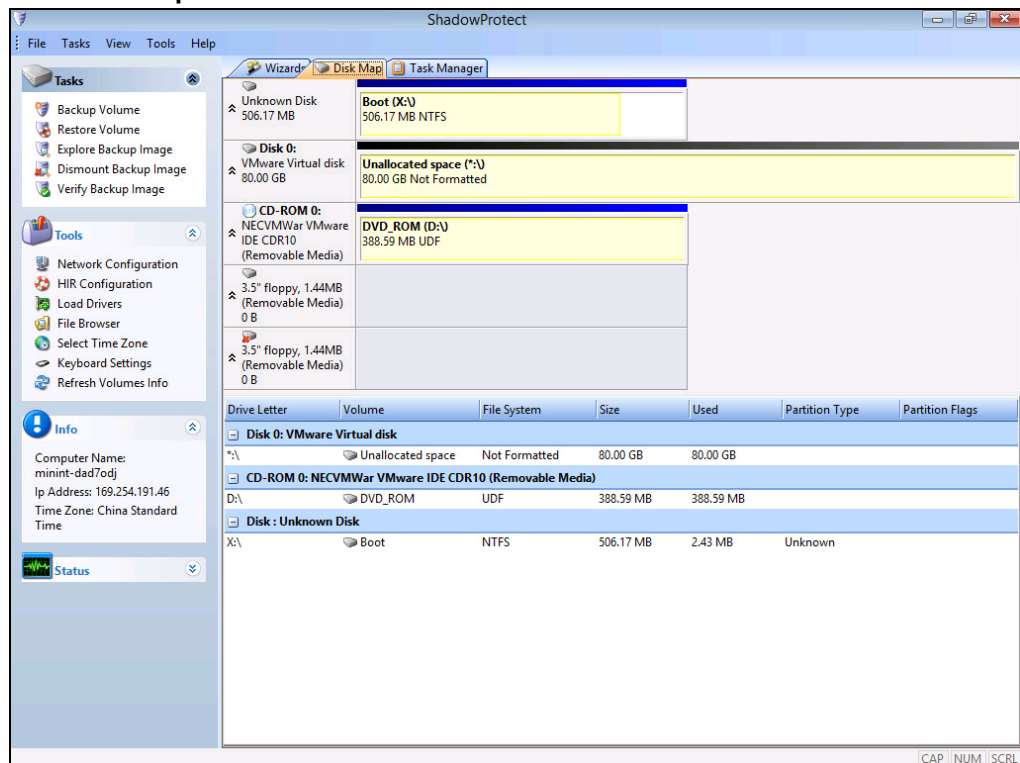 ShadowProtect
File Tasks View Tools Help
Tasks
Backup Volume
Restore Volume
Explore Backup Image
Dismount Backup Image
Verify Backup Image
Tools
Network Configuration
HIR Configuration
Load Drivers
File Browser
Select Time Zone
Keyboard Settings
Refresh Volumes Info
Info
Computer Name:
minint-dad7odj
Ip Address: 169.254.191.46
Time Zone: China Standard
Time
Status
Wizards Disk Map Task Manager
Unknown Disk
506.17 MB
Boot (X:\)
506.17 MB NTFS
Disk 0:
VMware Virtual disk
80.00 GB
Unallocated space (*:\)
80.00 GB Not Formatted
CD-ROM 0:
NECVMWar VMware
IDE CDR10
(Removable Media)
DVD_ROM (D:\)
388.59 MB UDF
3.5" floppy, 1.44MB
(Removable Media)
0 B
3.5" floppy, 1.44MB
(Removable Media)
0 B
Drive Letter Volume File System Size Used Partition Type Partition Flags
Disk 0: VMware Virtual disk
*:\ Unallocated space Not Formatted 80.00 GB 80.00 GB
CD-ROM 0: NECVMWar VMware IDE CDR10 (Removable Media)
D:\ DVD_ROM UDF 388.59 MB 388.59 MB
Disk : Unknown Disk
X:\ Boot NTFS 506.17 MB 2.43 MB Unknown
CAP NUM SCRL